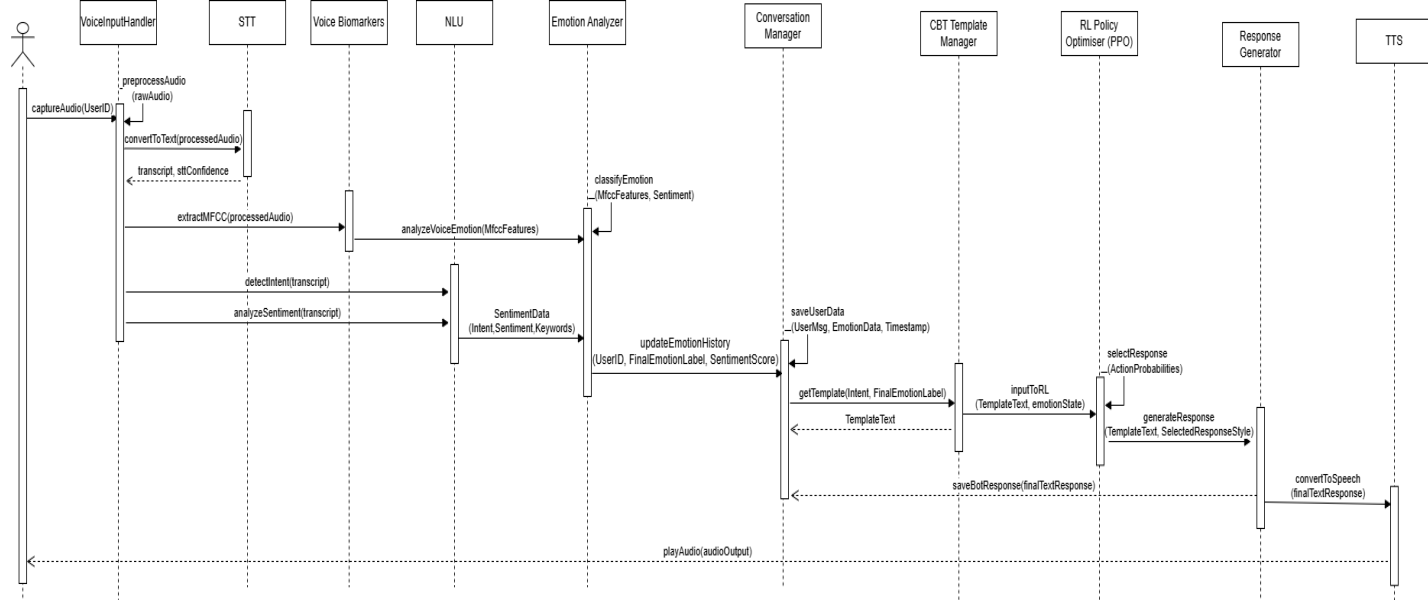 VoiceInputHandler
STT
Voice Biomarkers
NLU
Emotion Analyzer
Conversation
Manager
CBT Template
Manager
RL Policy
Optimiser (PPO)
Response
Generator
TTS
preprocessAudio
(rawAudio)
captureAudio(UserID)
convertToText(processedAudio)
transcript, sttConfidence
classifyEmotion
(MfccFeatures, Sentiment)
extractMFCC(processedAudio)
analyzeVoiceEmotion(MfccFeatures)
detectIntent(transcript)
analyzeSentiment(transcript)
SentimentData
(Intent,Sentiment,Keywords)
saveUserData
(UserMsg, EmotionData, Timestamp)
updateEmotionHistory
(UserID, FinalEmotionLabel, SentimentScore)
selectResponse
(ActionProbabilities)
getTemplate(Intent, FinalEmotionLabel)
inputToRL
(TemplateText, emotionState)
TemplateText
generateResponse
(TemplateText, SelectedResponseStyle)
saveBotResponse(finalTextResponse)
convertToSpeech
(finalTextResponse)
playAudio(audioOutput)